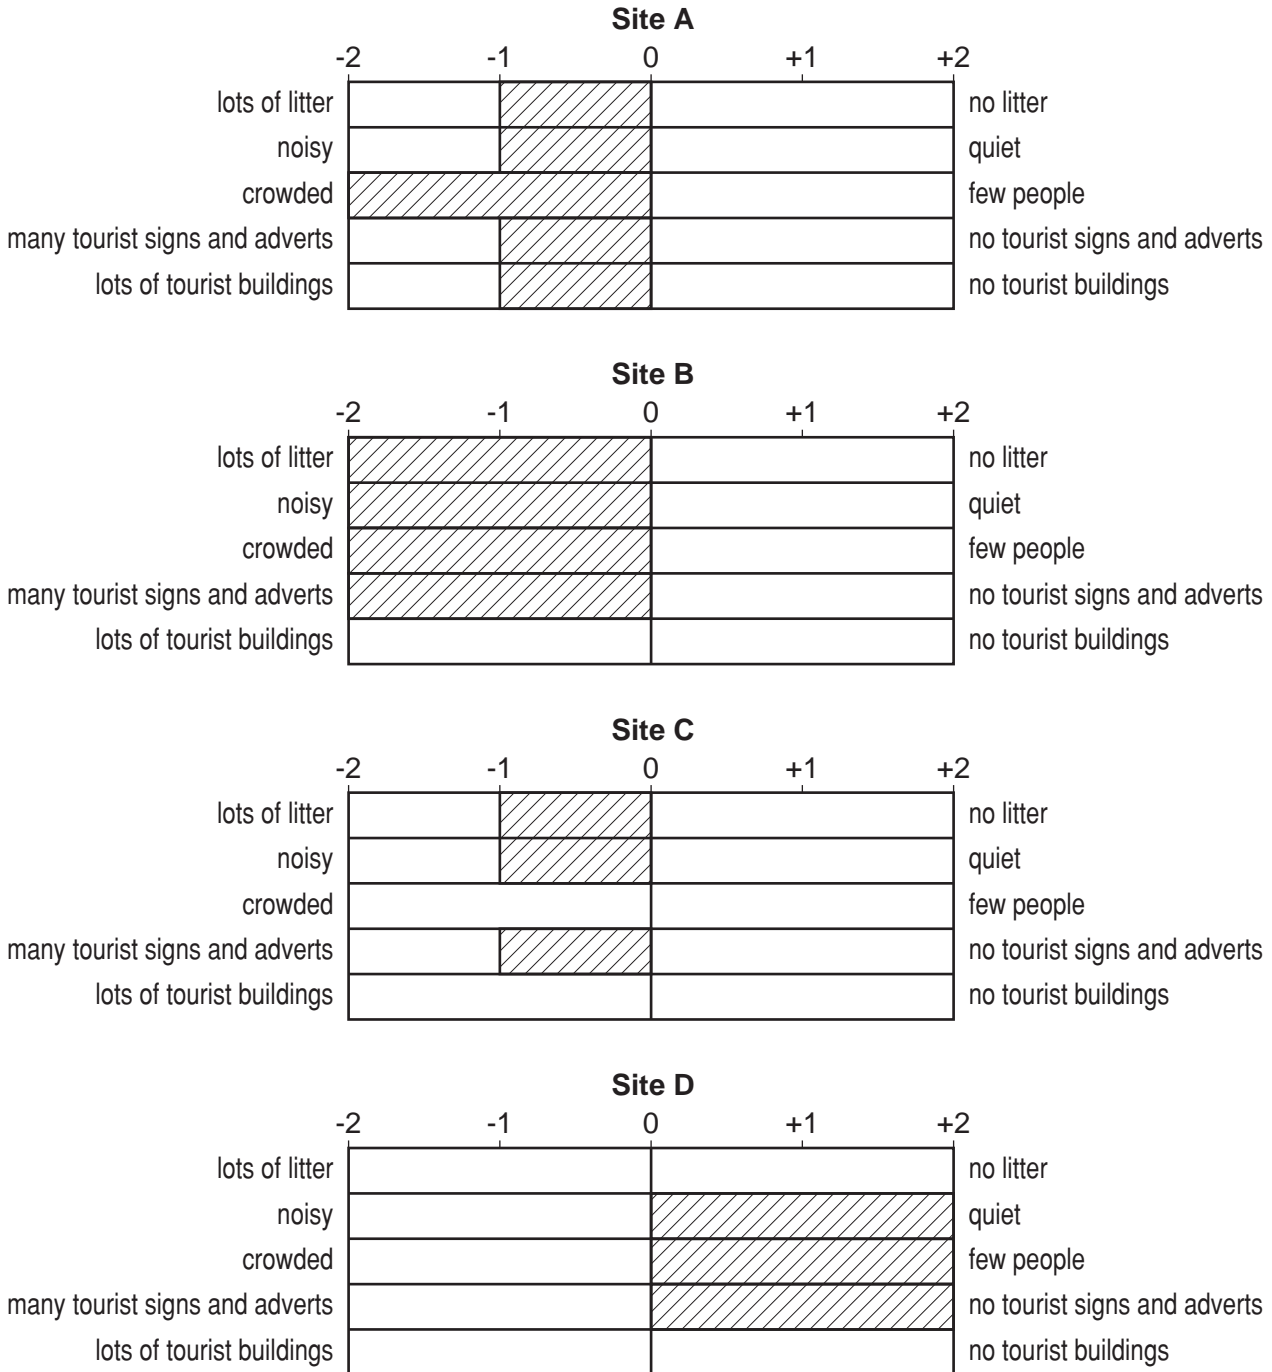 Site A
-2 -1 0 +1 +2
lots of litter no litter
noisy quiet
crowded few people
many tourist signs and adverts no tourist signs and adverts
lots of tourist buildings no tourist buildings
Site B
-2 -1 0 +1 +2
lots of litter no litter
noisy quiet
crowded few people
many tourist signs and adverts no tourist signs and adverts
lots of tourist buildings no tourist buildings
Site C
-2 -1 0 +1 +2
lots of litter no litter
noisy quiet
crowded few people
many tourist signs and adverts no tourist signs and adverts
lots of tourist buildings no tourist buildings
Site D
-2 -1 0 +1 +2
lots of litter no litter
noisy quiet
crowded few people
many tourist signs and adverts no tourist signs and adverts
lots of tourist buildings no tourist buildings